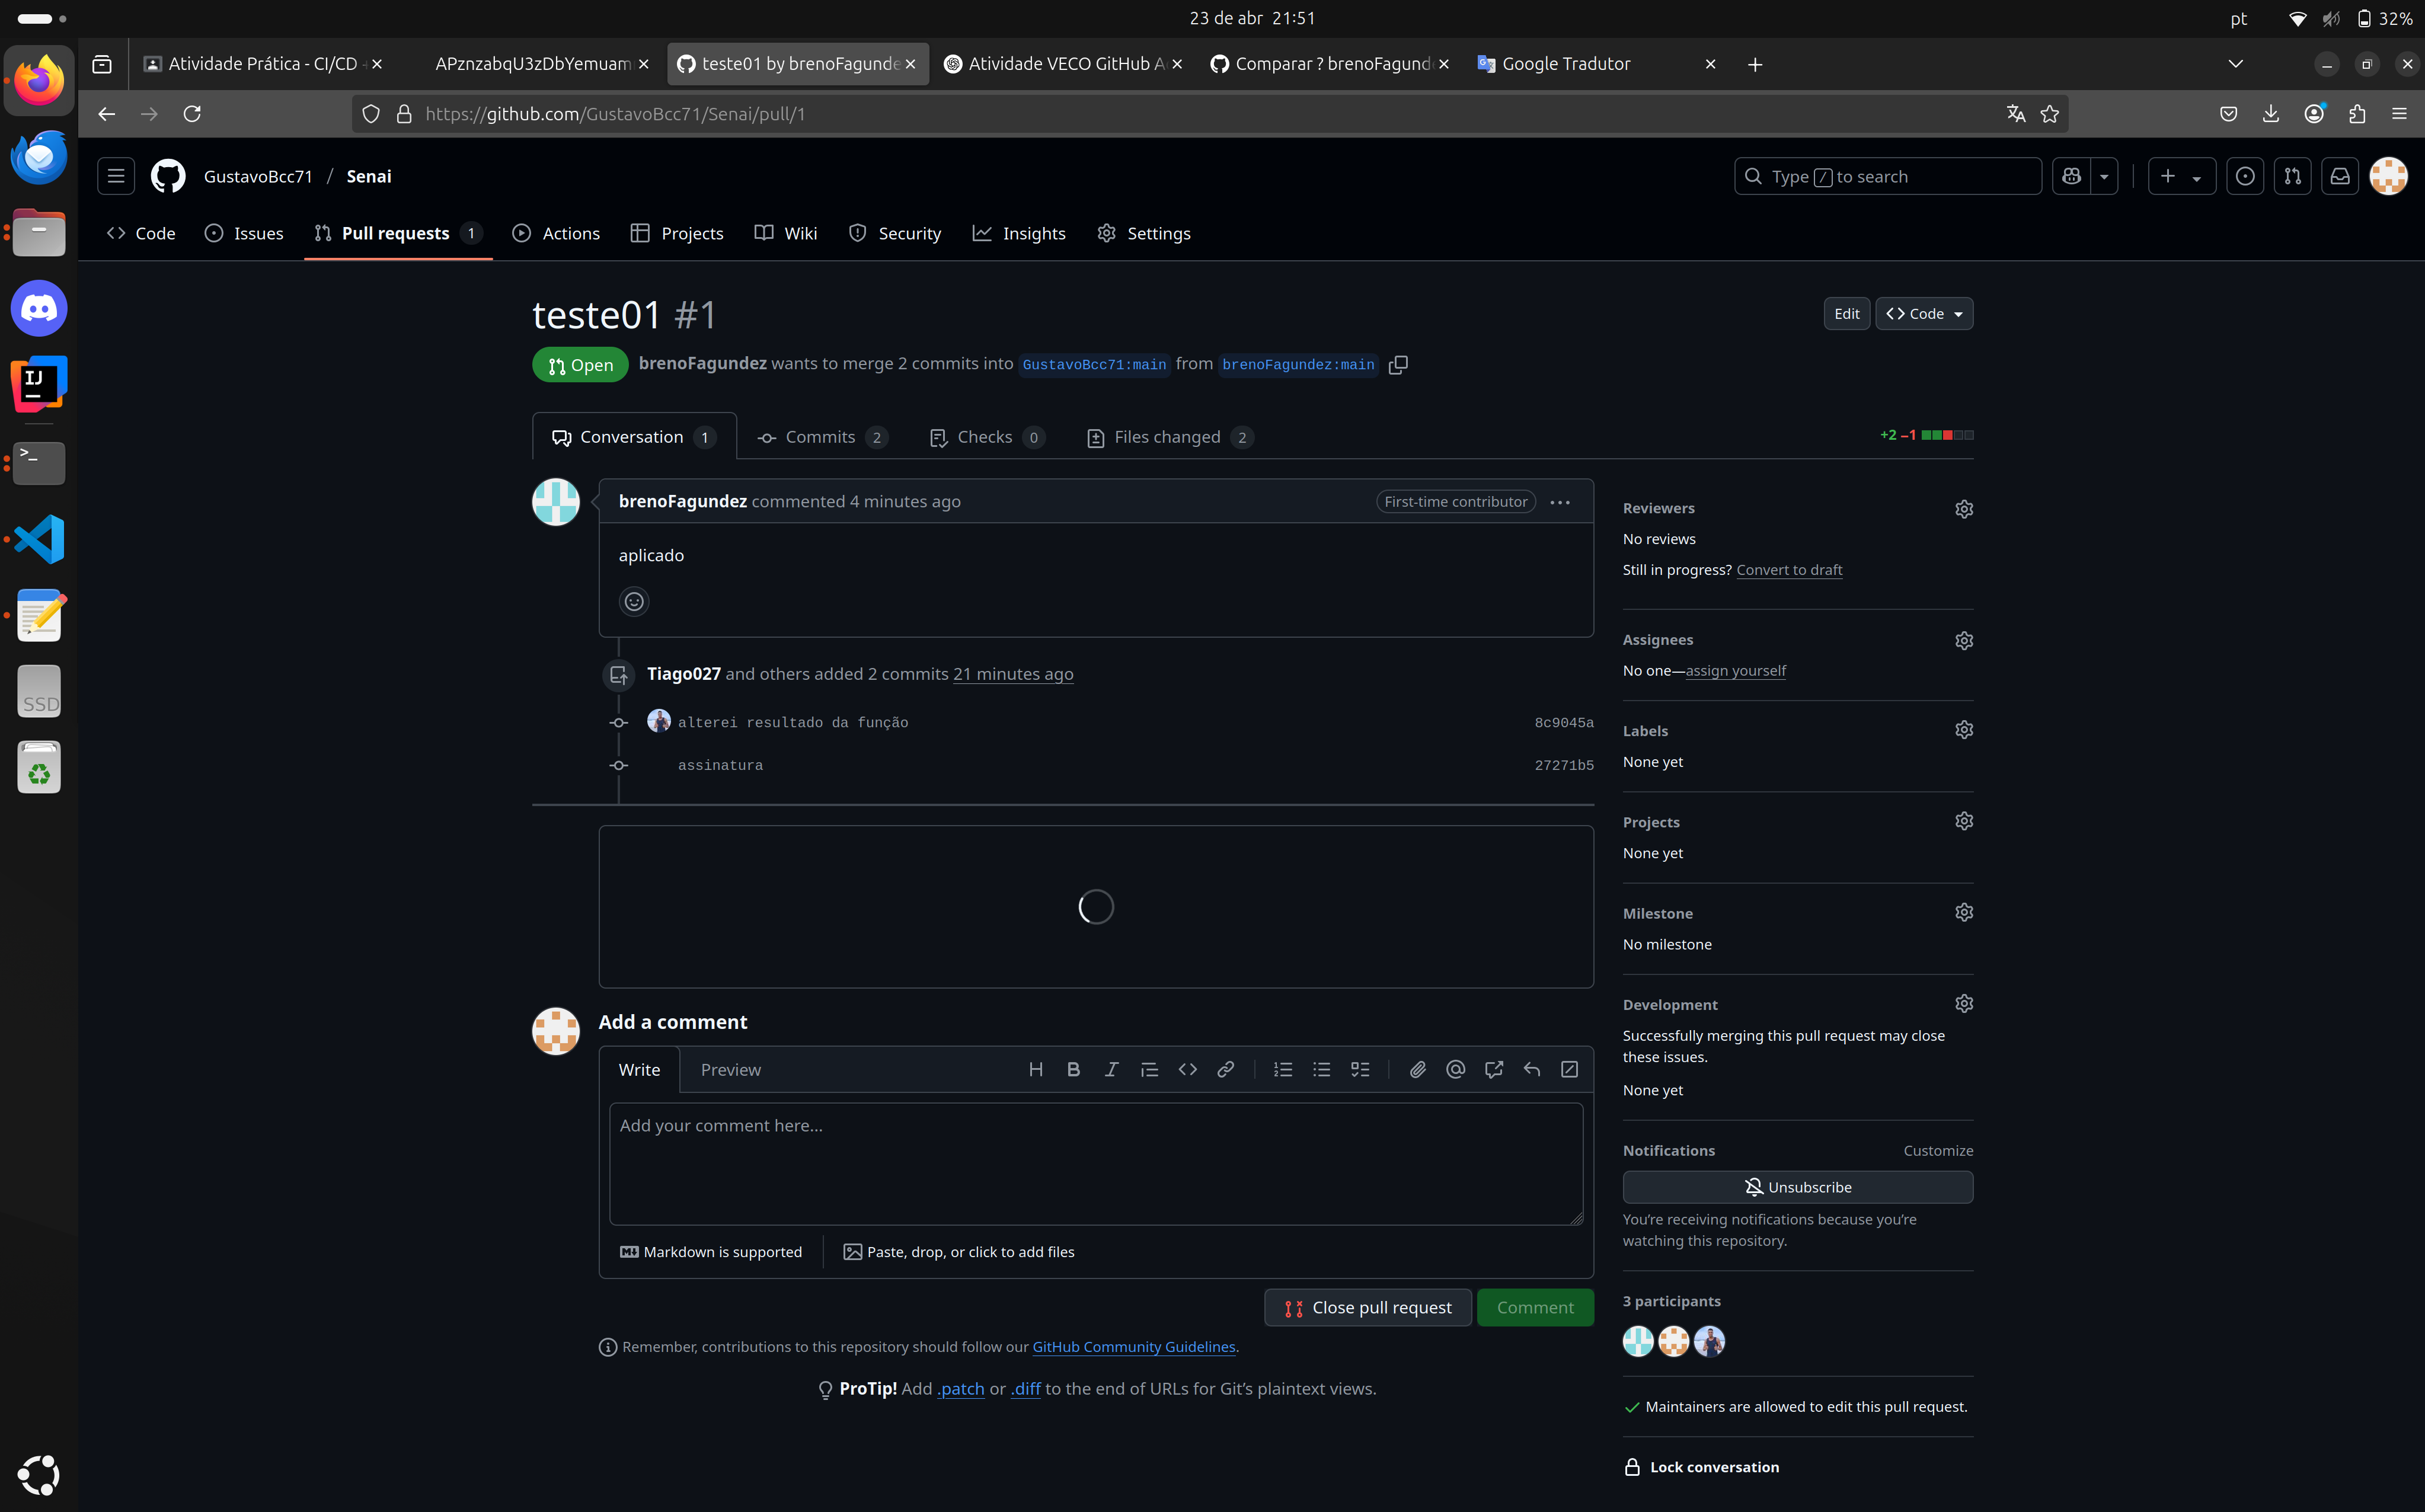 23 de abr 21:51
pt
32%
Atividade Prática - CI/CD
APznzabqU3zDbYemuam
teste01 by brenoFagunde
Atividade VECO GitHub A
Comparar ? brenoFagund
Google Tradutor
https://github.com/GustavoBcc71/Senai/pull/1
GustavoBcc71 / Senai
Type / to search
Code
Issues
Pull requests 1
Actions
Projects
Wiki
Security
Insights
Settings
teste01 #1
Edit
Code
Open
brenoFagundez wants to merge 2 commits into GustavoBcc71:main from brenoFagundez:main
Conversation 1
Commits 2
Checks 0
Files changed 2
+2 −1
brenoFagundez commented 4 minutes ago
First-time contributor
aplicado
Tiago027 and others added 2 commits 21 minutes ago
alterei resultado da função 8c9045a
assinatura 27271b5
Add a comment
Write
Preview
Add your comment here...
Markdown is supported
Paste, drop, or click to add files
Close pull request
Comment
Remember, contributions to this repository should follow our GitHub Community Guidelines.
ProTip! Add .patch or .diff to the end of URLs for Git's plaintext views.
Reviewers
No reviews
Still in progress? Convert to draft
Assignees
No one—assign yourself
Labels
None yet
Projects
None yet
Milestone
No milestone
Development
Successfully merging this pull request may close
these issues.
None yet
Notifications
Customize
Unsubscribe
You're receiving notifications because you're
watching this repository.
3 participants
Maintainers are allowed to edit this pull request.
Lock conversation
IJ
>_
SSD